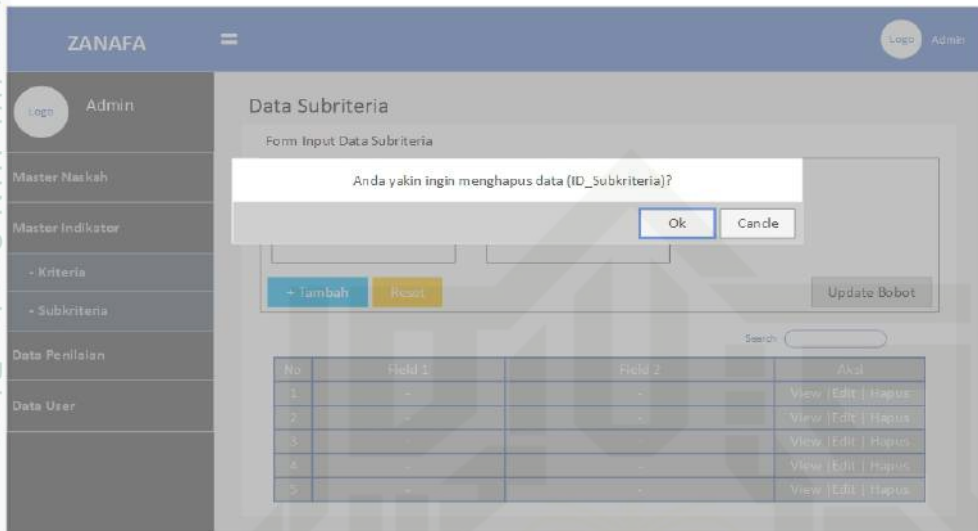 ZANAFA
Logo
Admin
Logo
Admin
Master Naskah
Master Indikator
- Kriteria
- Subkriteria
Data Penilaian
Data User
Data Subriteria
Form Input Data Subriteria
Anda yakin ingin menghapus data (ID_Subkriteria)?
Ok
Cancle
+ Tambah
Reset
Update Bobot
Search
No Field 1 Field 2 Aksi
1 - - View |Edit | Hapus
2 - - View |Edit | Hapus
3 - - View |Edit | Hapus
4 - - View |Edit | Hapus
5 - - View |Edit | Hapus